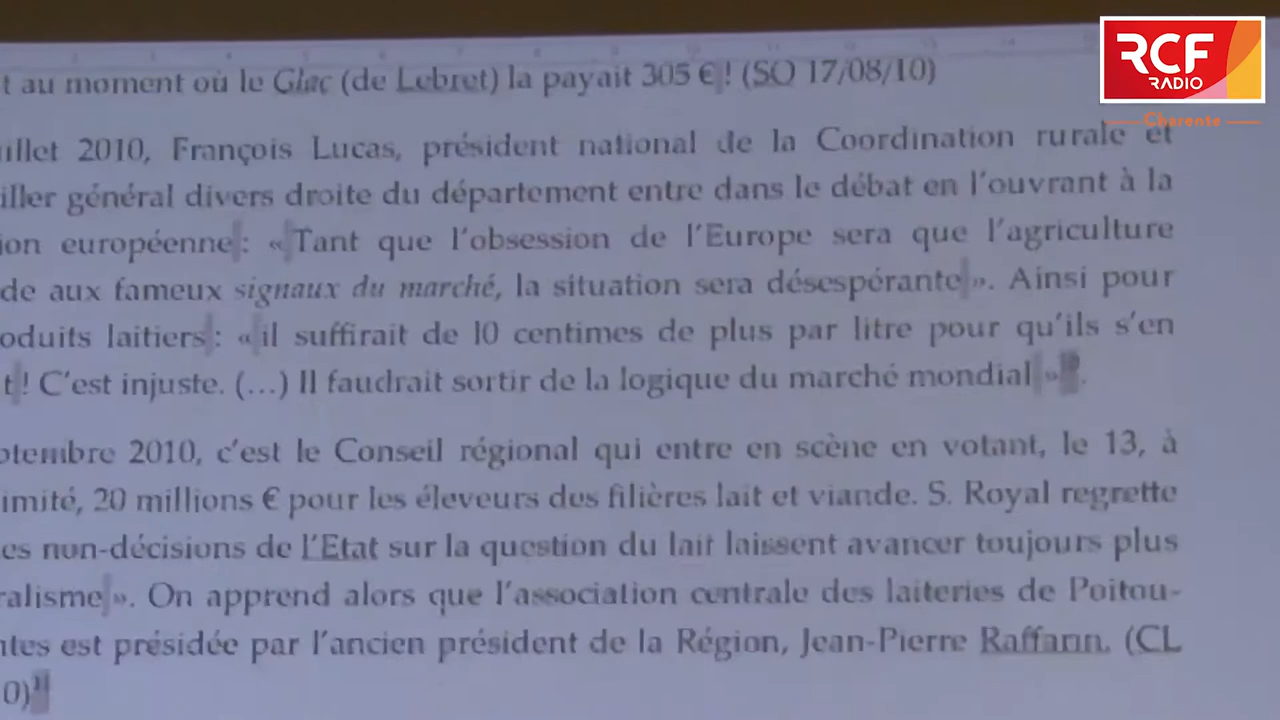 t au moment où le Glac (de Lebret) la payait 305 € ! (SO 17/08/10)
uillet 2010, François Lucas, président national de la Coordination rurale et
iller général divers droite du département entre dans le débat en l'ouvrant à la
ion européenne : « Tant que l'obsession de l'Europe sera que l'agriculture
de aux fameux signaux du marché, la situation sera désespérante ». Ainsi pour
oduits laitiers : « il suffirait de 10 centimes de plus par litre pour qu'ils s'en
t ! C'est injuste. (…) Il faudrait sortir de la logique du marché mondial » .
ptembre 2010, c'est le Conseil régional qui entre en scène en votant, le 13, à
imité, 20 millions € pour les éleveurs des filières lait et viande. S. Royal regrette
es non-décisions de l'Etat sur la question du lait laissent avancer toujours plus
ralisme ». On apprend alors que l'association centrale des laiteries de Poitou-
ntes est présidée par l'ancien président de la Région, Jean-Pierre Raffarin. (CL
0)
RCF
RADIO
Charente